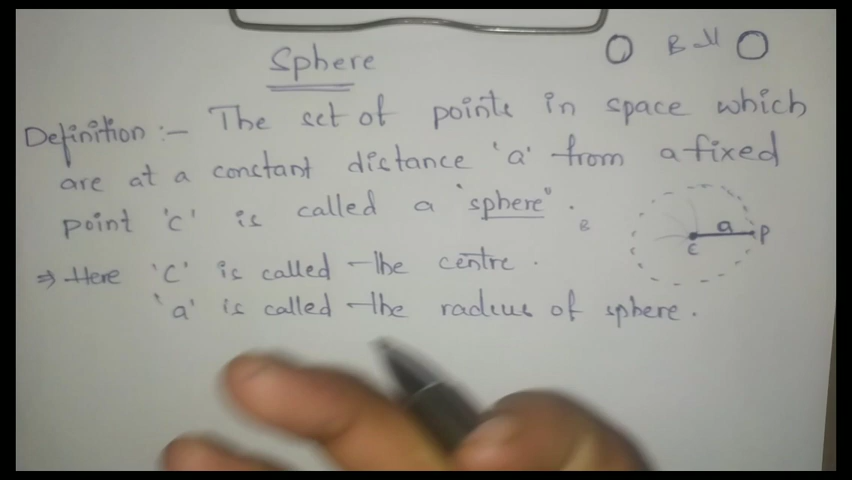 Sphere
Ball
Definition :- The set of points in space which
are at a constant distance 'a' from a fixed
point 'c' is called a "sphere".
B
a
P
c
⇒ Here 'c' is called the centre.
'a' is called the radius of sphere.